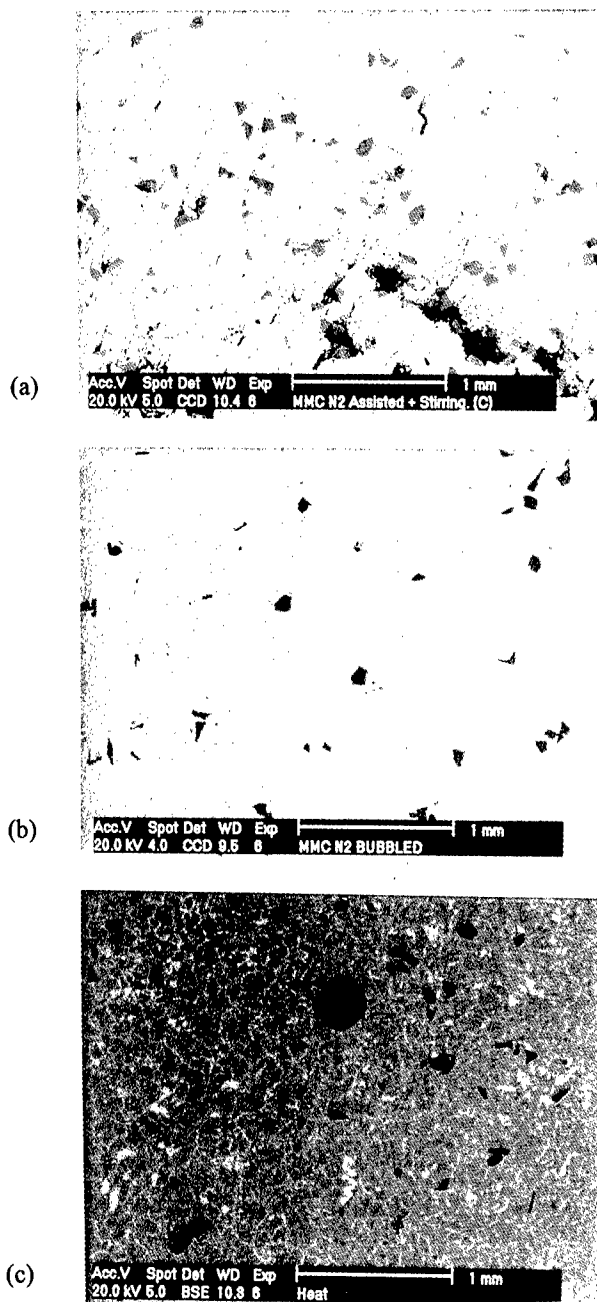 (a)
Acc.V Spot Det WD Exp
20.0 kV 5.0 CCD 10.4 6
1 mm
MMC N2 Assisted + Stirring. (C)
(b)
Acc.V Spot Det WD Exp
20.0 kV 4.0 CCD 9.5 6
1 mm
MMC N2 BUBBLED
(c)
Acc.V Spot Det WD Exp
20.0 kV 5.0 BSE 10.3 6
1 mm
Heat